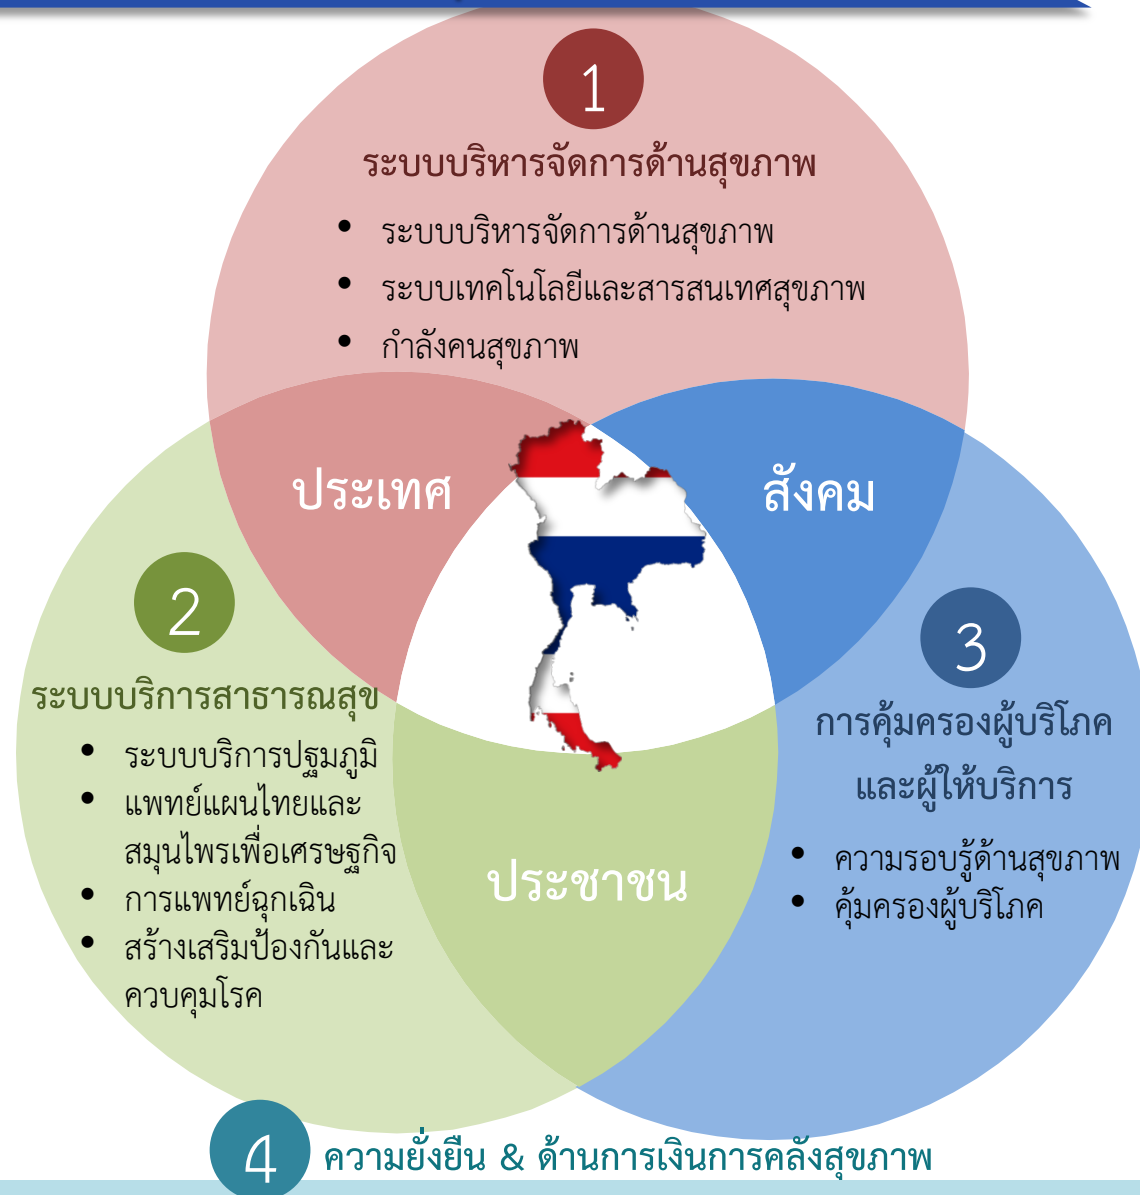 1
ระบบบริหารจัดการด้านสุขภาพ
• ระบบบริหารจัดการด้านสุขภาพ
• ระบบเทคโนโลยีและสารสนเทศสุขภาพ
• กำลังคนสุขภาพ
ประเทศ
สังคม
2
ระบบบริการสาธารณสุข
• ระบบบริการปฐมภูมิ
• แพทย์แผนไทยและ
สมุนไพรเพื่อเศรษฐกิจ
• การแพทย์ฉุกเฉิน
• สร้างเสริมป้องกันและ
ควบคุมโรค
3
การคุ้มครองผู้บริโภค
และผู้ให้บริการ
• ความรอบรู้ด้านสุขภาพ
• คุ้มครองผู้บริโภค
ประชาชน
4
ความยั่งยืน & ด้านการเงินการคลังสุขภาพ